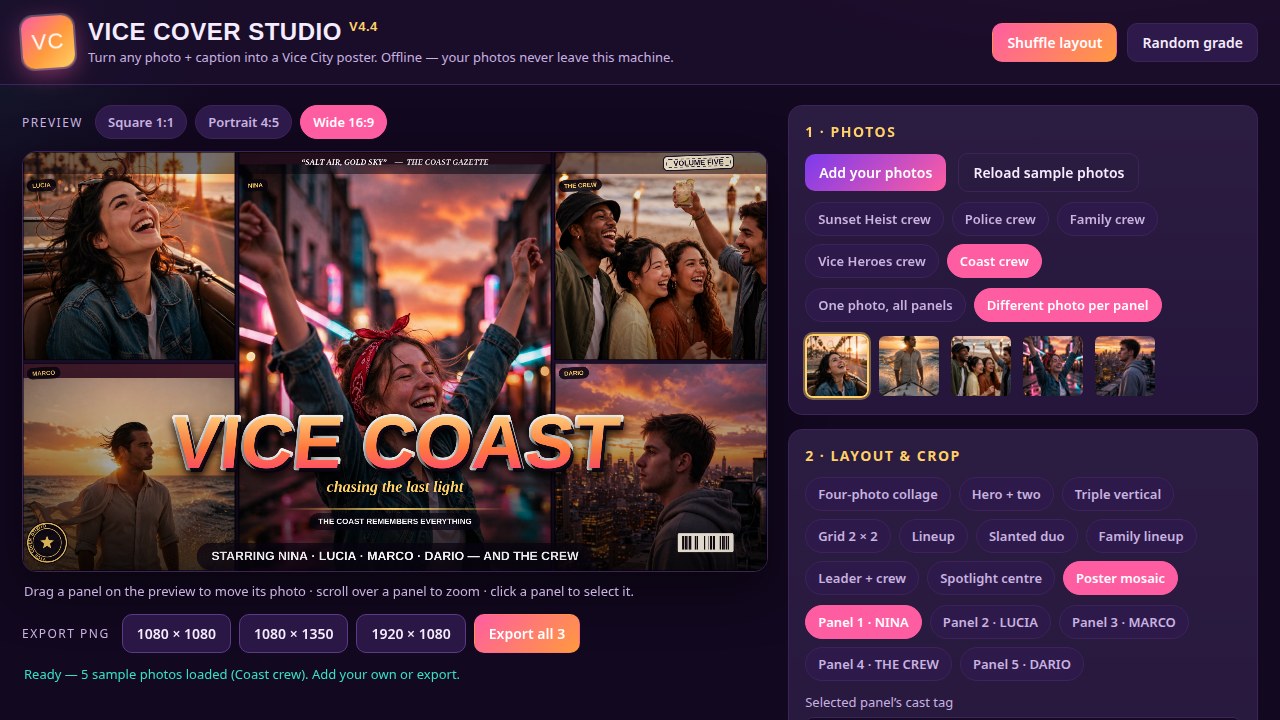 VC
VICE COVER STUDIO V4.4
Turn any photo + caption into a Vice City poster. Offline — your photos never leave this machine.
Shuffle layout
Random grade
PREVIEW
Square 1:1
Portrait 4:5
Wide 16:9
“SALT AIR, GOLD SKY” — THE COAST GAZETTE
VOLUME FIVE
LUCIA
NINA
THE CREW
MARCO
DARIO
VICE COAST
chasing the last light
THE COAST REMEMBERS EVERYTHING
STARRING NINA · LUCIA · MARCO · DARIO — AND THE CREW
Drag a panel on the preview to move its photo · scroll over a panel to zoom · click a panel to select it.
EXPORT PNG
1080 × 1080
1080 × 1350
1920 × 1080
Export all 3
Ready — 5 sample photos loaded (Coast crew). Add your own or export.
1 · PHOTOS
Add your photos
Reload sample photos
Sunset Heist crew
Police crew
Family crew
Vice Heroes crew
Coast crew
One photo, all panels
Different photo per panel
2 · LAYOUT & CROP
Four-photo collage
Hero + two
Triple vertical
Grid 2 × 2
Lineup
Slanted duo
Family lineup
Leader + crew
Spotlight centre
Poster mosaic
Panel 1 · NINA
Panel 2 · LUCIA
Panel 3 · MARCO
Panel 4 · THE CREW
Panel 5 · DARIO
Selected panel’s cast tag